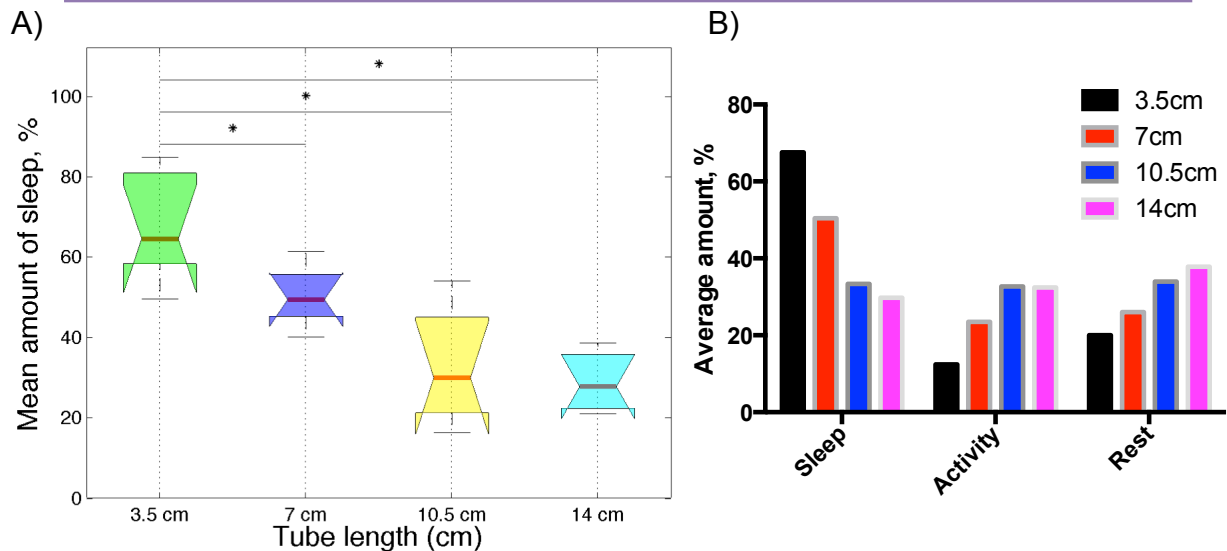 A)
Mean amount of sleep, %
100
80
60
40
20
0
*
*
*
3.5 cm
7 cm
10.5 cm
14 cm
Tube length (cm)
B)
Average amount, %
80
60
40
20
0
3.5cm
7cm
10.5cm
14cm
Sleep
Activity
Rest